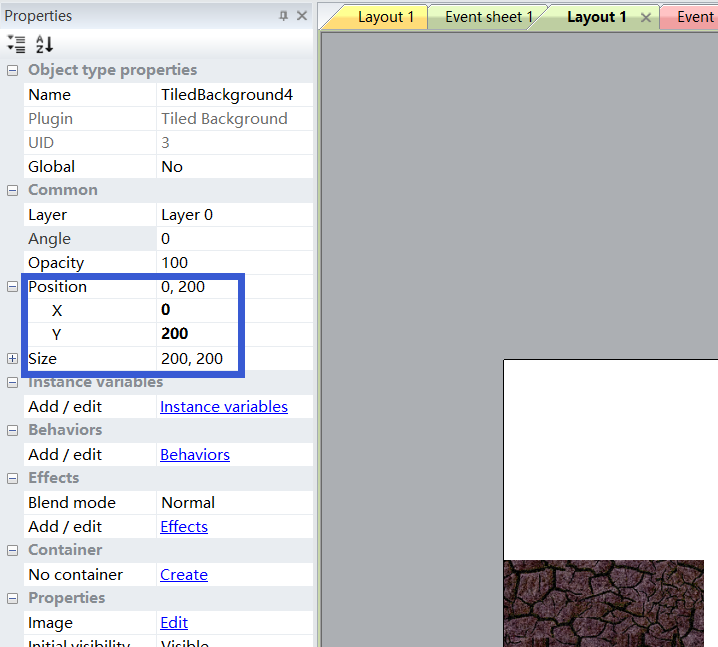 Properties
Layout 1
Event sheet 1
Layout 1
Event
Object type properties
Name TiledBackground4
Plugin Tiled Background
UID 3
Global No
Common
Layer Layer 0
Angle 0
Opacity 100
Position 0, 200
X 0
Y 200
Size 200, 200
Instance variables
Add / edit Instance variables
Behaviors
Add / edit Behaviors
Effects
Blend mode Normal
Add / edit Effects
Container
No container Create
Properties
Image Edit
Initial visibility Visible